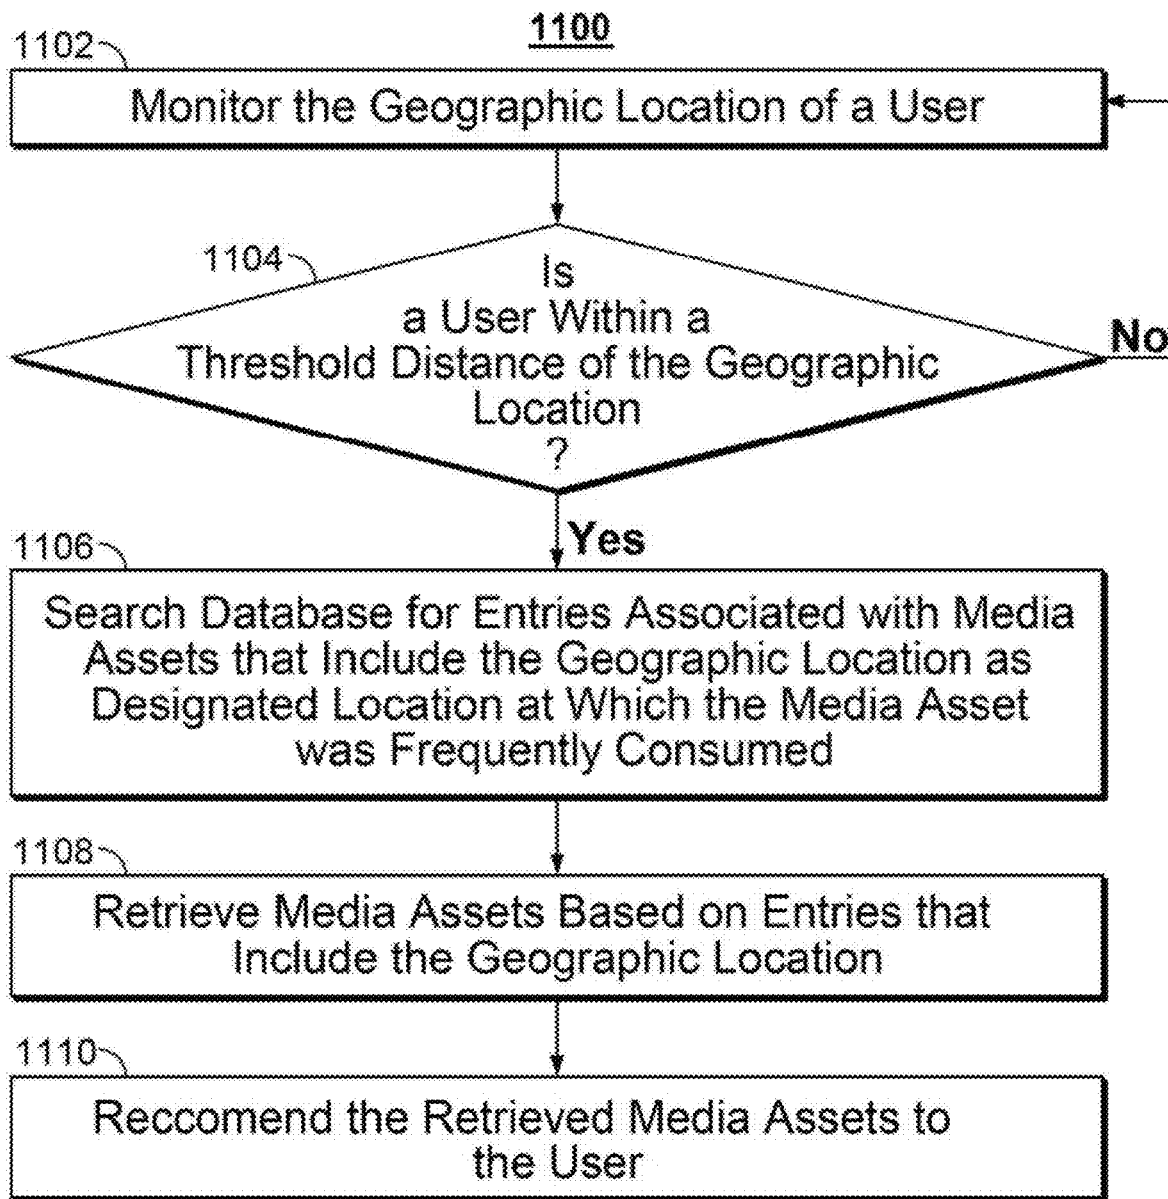 1100
1102
Monitor the Geographic Location of a User
1104
Is
a User Within a
Threshold Distance of the Geographic
Location
?
No
Yes
1106
Search Database for Entries Associated with Media
Assets that Include the Geographic Location as
Designated Location at Which the Media Asset
was Frequently Consumed
1108
Retrieve Media Assets Based on Entries that
Include the Geographic Location
1110
Reccomend the Retrieved Media Assets to
the User